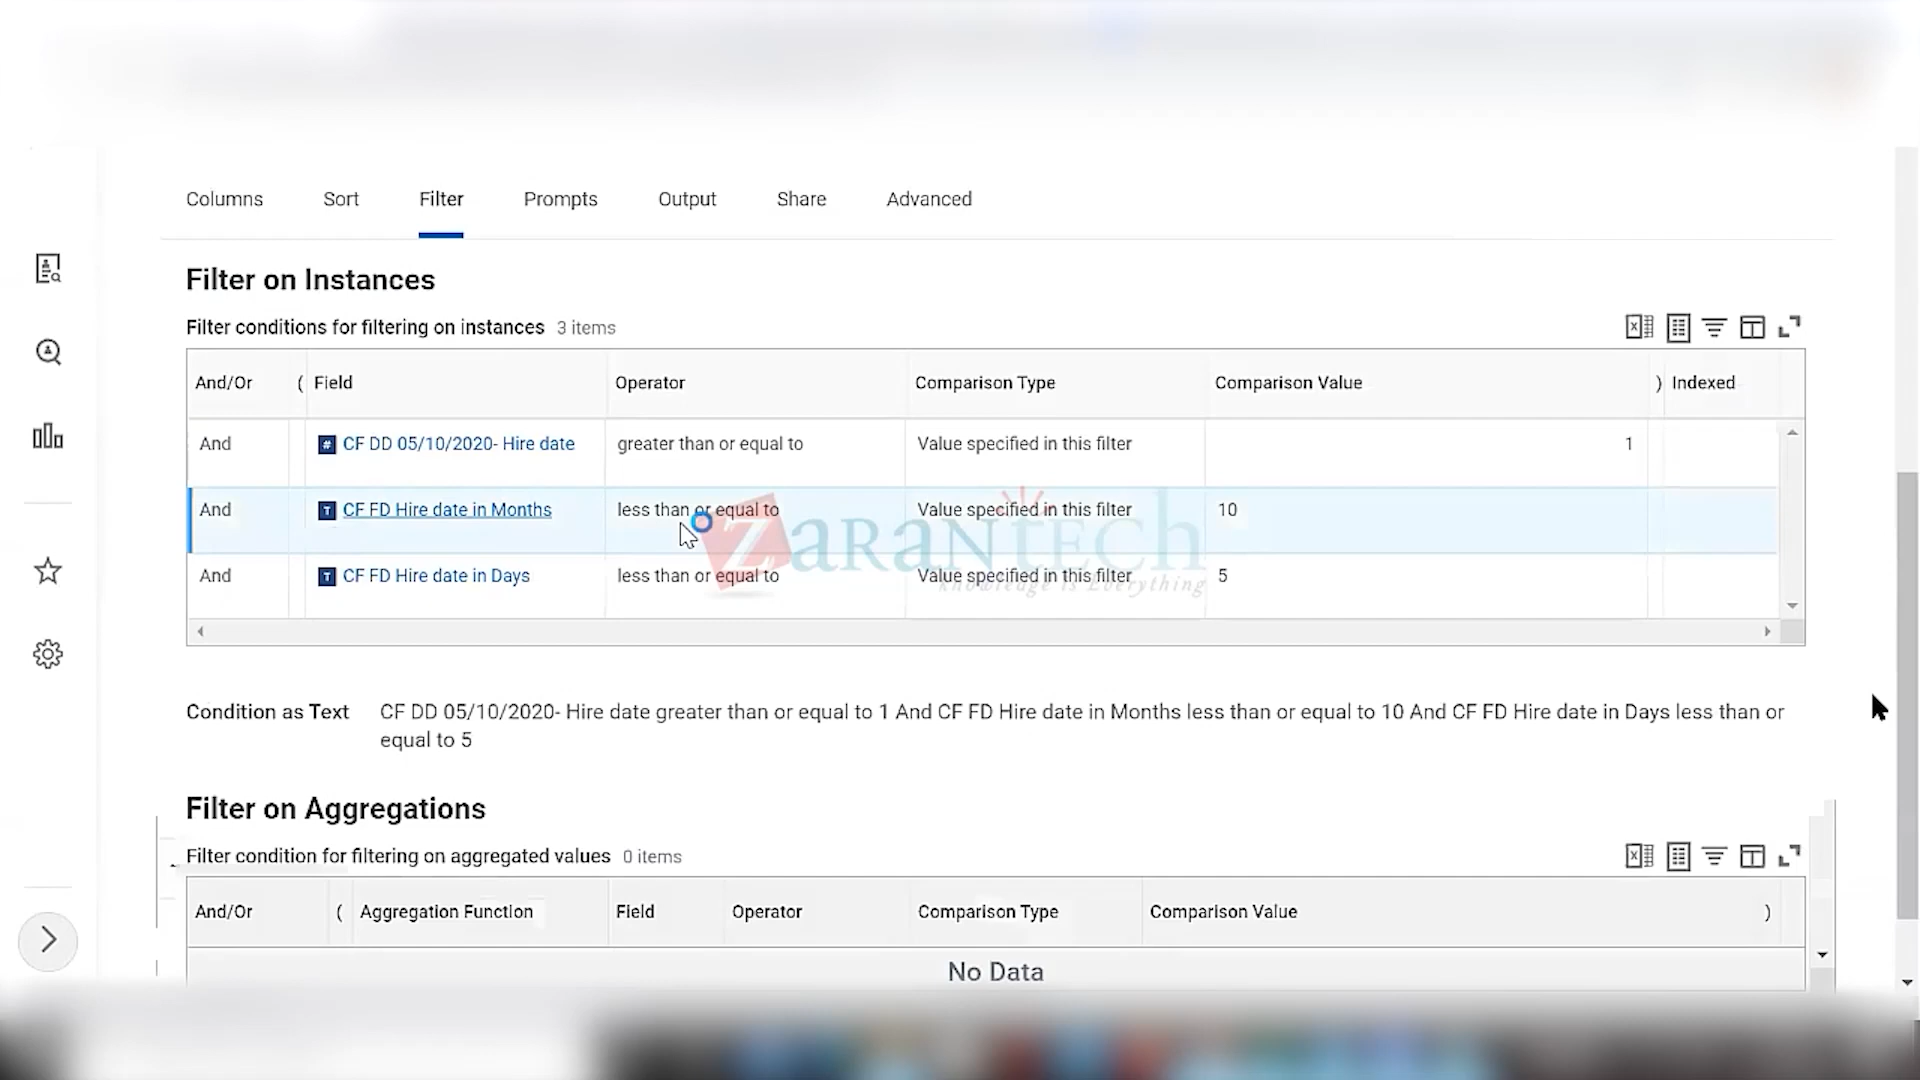 Columns Sort Filter Prompts Output Share Advanced
Filter on Instances
Filter conditions for filtering on instances 3 items
And/Or ( Field Operator Comparison Type Comparison Value ) Indexed
And # CF DD 05/10/2020- Hire date greater than or equal to Value specified in this filter 1
And T CF FD Hire date in Months less than or equal to Value specified in this filter 10
And T CF FD Hire date in Days less than or equal to Value specified in this filter 5
ZARANTECH
Knowledge is Everything
Condition as Text CF DD 05/10/2020- Hire date greater than or equal to 1 And CF FD Hire date in Months less than or equal to 10 And CF FD Hire date in Days less than or
equal to 5
Filter on Aggregations
Filter condition for filtering on aggregated values 0 items
And/Or ( Aggregation Function Field Operator Comparison Type Comparison Value )
No Data